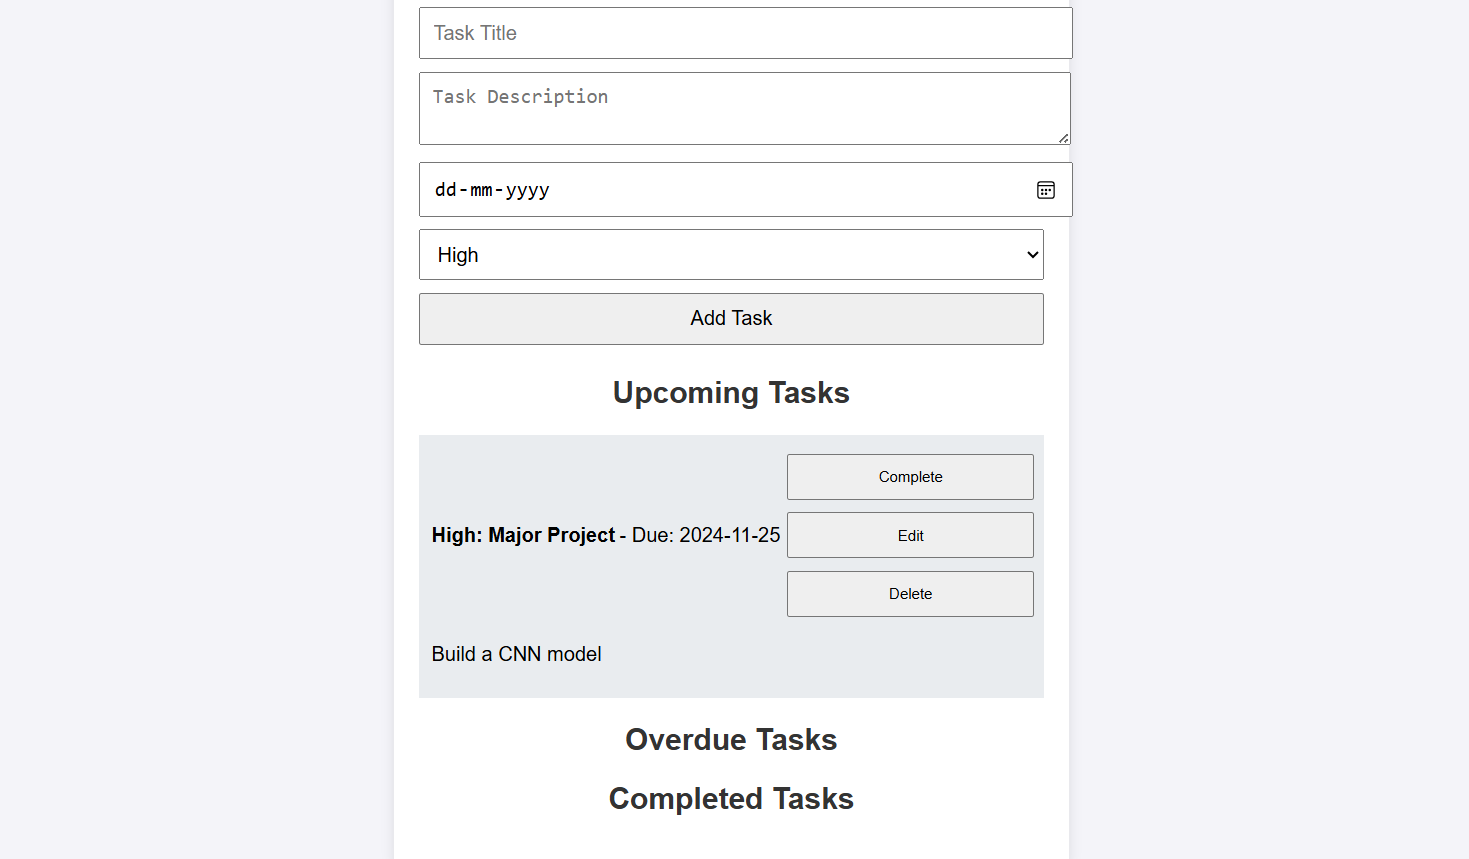 Task Title
Task Description
dd-mm-yyyy
High
Add Task
Upcoming Tasks
Complete
High: Major Project - Due: 2024-11-25
Edit
Delete
Build a CNN model
Overdue Tasks
Completed Tasks